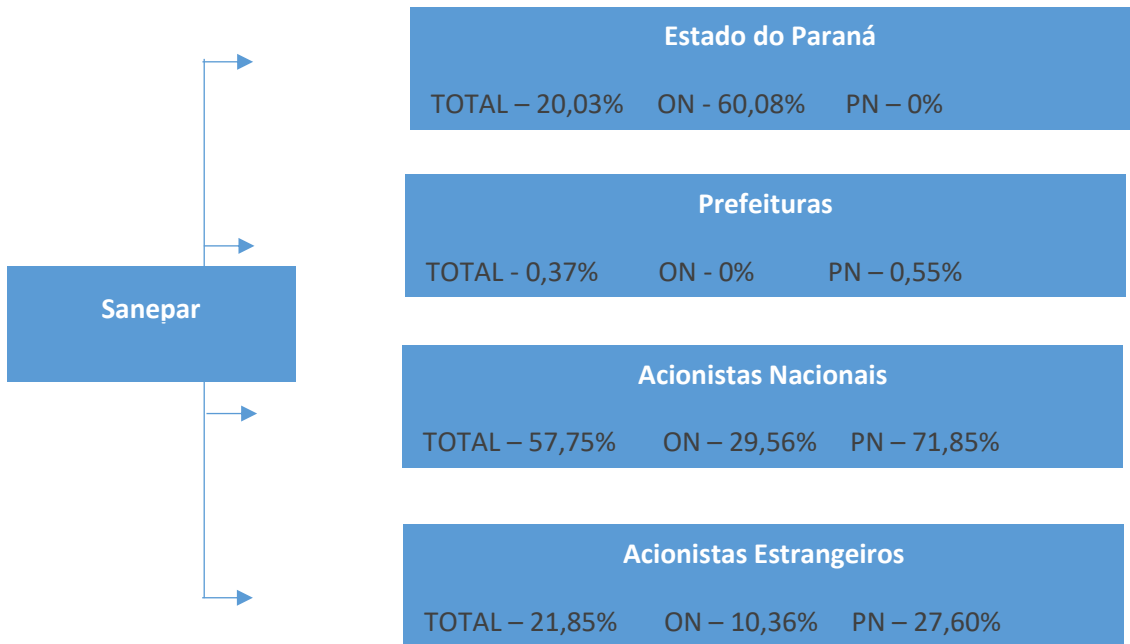 Estado do Paraná
TOTAL – 20,03% ON - 60,08% PN – 0%
Prefeituras
TOTAL - 0,37% ON - 0% PN – 0,55%
Sanepar
Acionistas Nacionais
TOTAL – 57,75% ON – 29,56% PN – 71,85%
Acionistas Estrangeiros
TOTAL – 21,85% ON – 10,36% PN – 27,60%